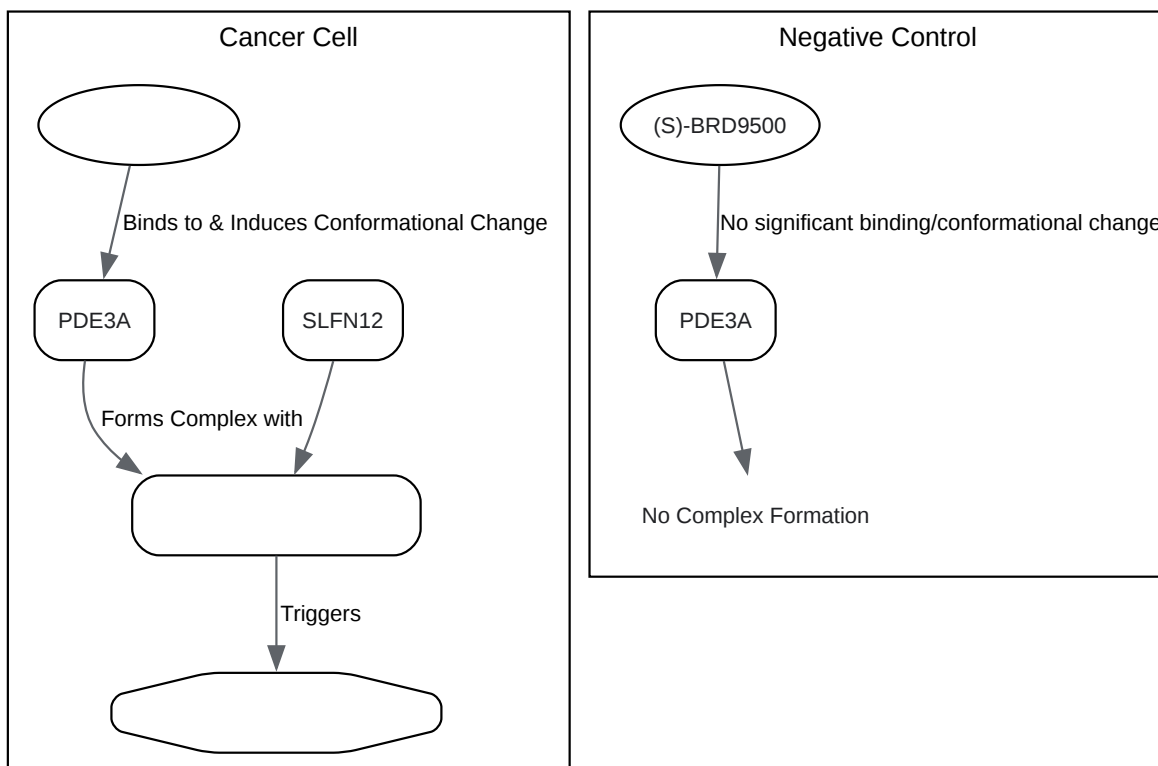 Cancer Cell
Binds to & Induces Conformational Change
PDE3A
SLFN12
Forms Complex with
Triggers
Negative Control
(S)-BRD9500
No significant binding/conformational change
PDE3A
No Complex Formation